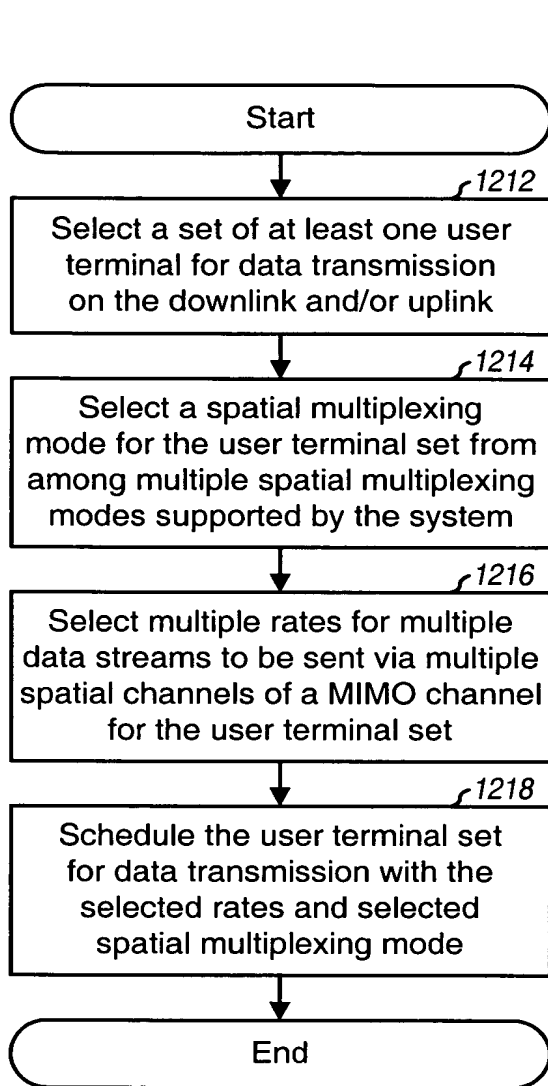 Start
1212
Select a set of at least one user
terminal for data transmission
on the downlink and/or uplink
1214
Select a spatial multiplexing
mode for the user terminal set from
among multiple spatial multiplexing
modes supported by the system
1216
Select multiple rates for multiple
data streams to be sent via multiple
spatial channels of a MIMO channel
for the user terminal set
1218
Schedule the user terminal set
for data transmission with the
selected rates and selected
spatial multiplexing mode
End